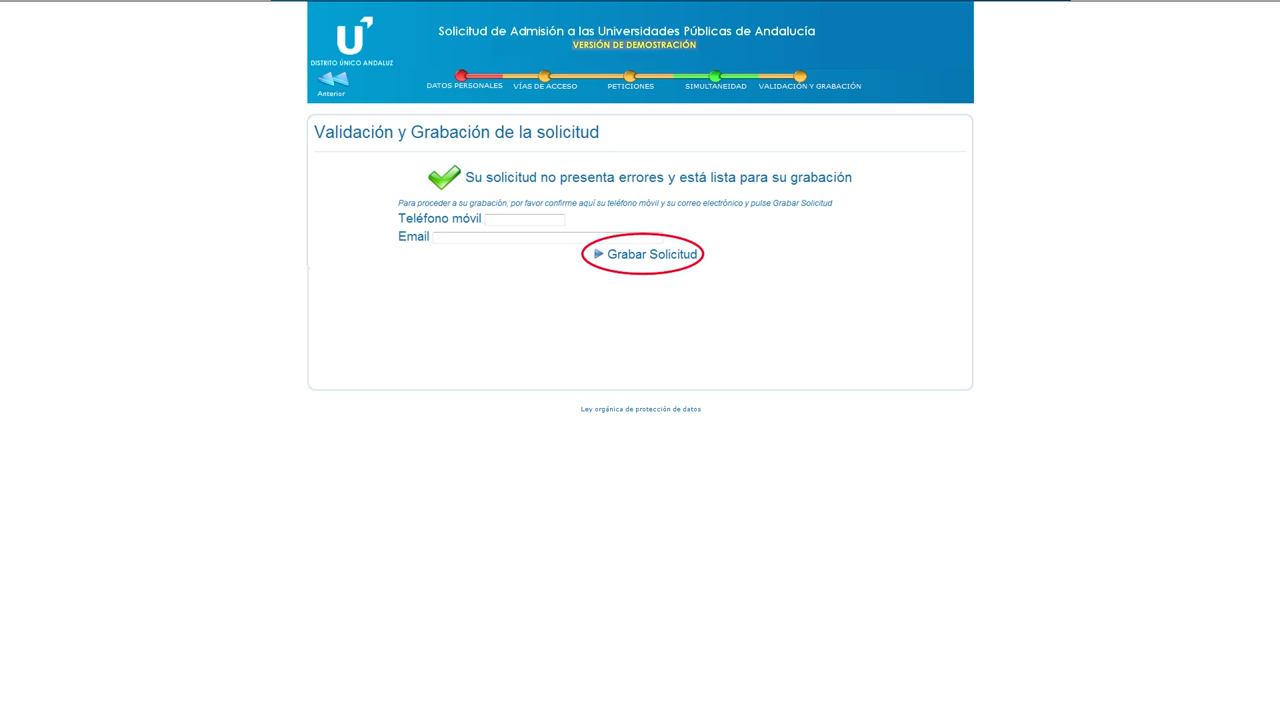 Solicitud de Admisión a las Universidades Públicas de Andalucía
VERSIÓN DE DEMOSTRACIÓN
DISTRITO ÚNICO ANDALUZ
Anterior
DATOS PERSONALES VÍAS DE ACCESO PETICIONES SIMULTANEIDAD VALIDACIÓN Y GRABACIÓN
Validación y Grabación de la solicitud
Su solicitud no presenta errores y está lista para su grabación
Para proceder a su grabación, por favor confirme aquí su teléfono móvil y su correo electrónico y pulse Grabar Solicitud
Teléfono móvil
Email
Grabar Solicitud
Ley orgánica de protección de datos